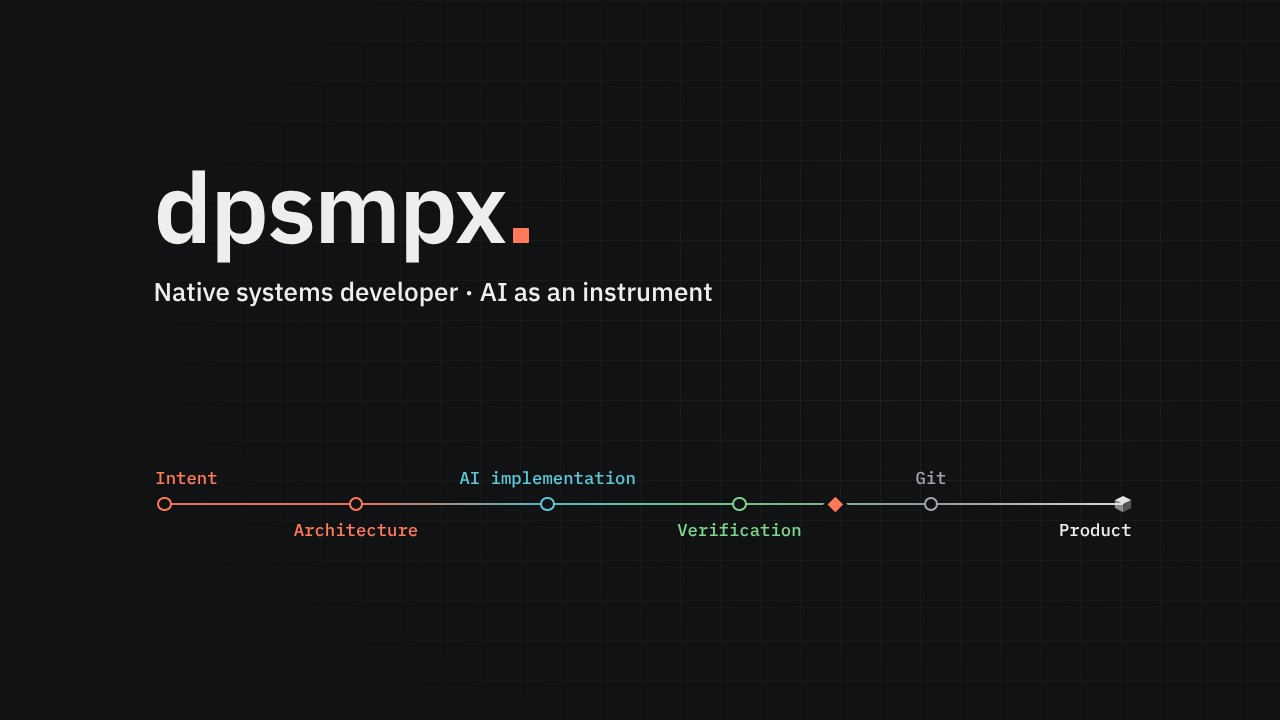 dpsmpx.
Native systems developer · AI as an instrument
Intent
AI implementation
Git
Architecture
Verification
Product